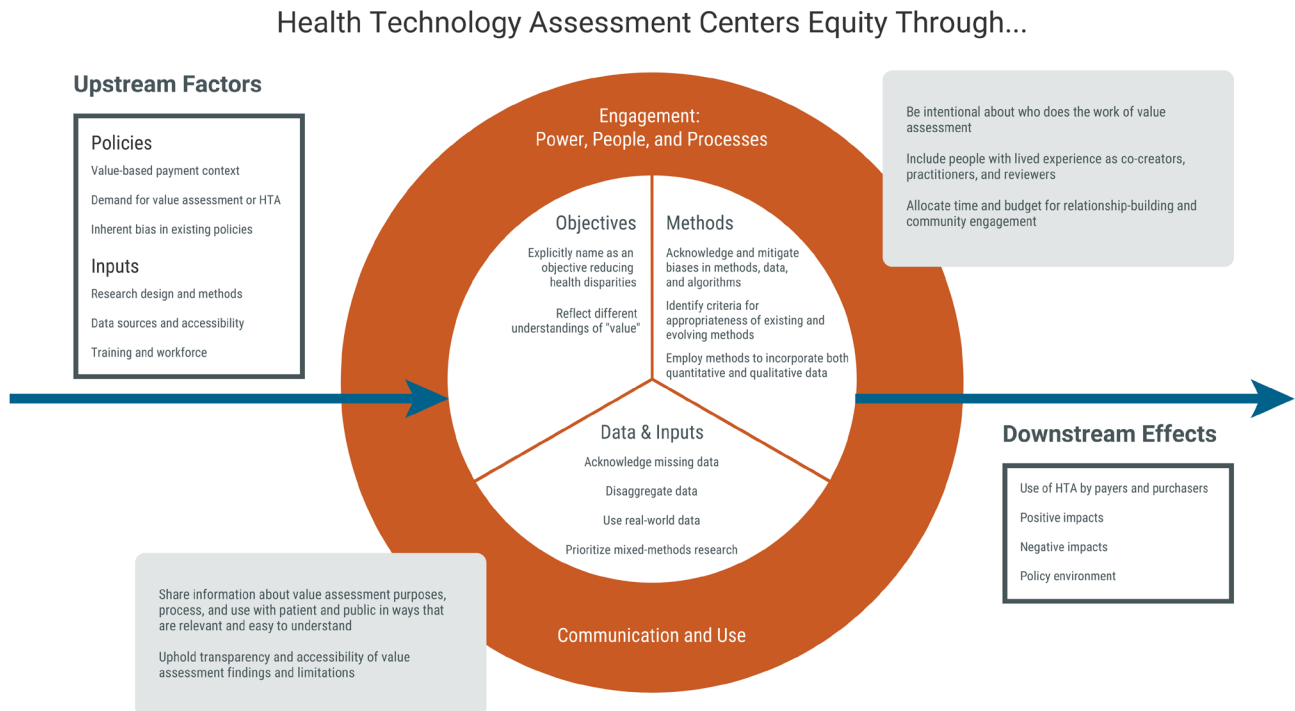 Health Technology Assessment Centers Equity Through...
Upstream Factors
Policies
Value-based payment context
Demand for value assessment or HTA
Inherent bias in existing policies
Inputs
Research design and methods
Data sources and accessibility
Training and workforce
Engagement:
Power, People, and Processes
Be intentional about who does the work of value
assessment
Include people with lived experience as co-creators,
practitioners, and reviewers
Allocate time and budget for relationship-building and
community engagement
Objectives
Explicitly name as an
objective reducing
health disparities
Reflect different
understandings of "value"
Methods
Acknowledge and mitigate
biases in methods, data,
and algorithms
Identify criteria for
appropriateness of existing and
evolving methods
Employ methods to incorporate both
quantitative and qualitative data
Data & Inputs
Acknowledge missing data
Disaggregate data
Use real-world data
Prioritize mixed-methods research
Communication and Use
Share information about value assessment purposes,
process, and use with patient and public in ways that
are relevant and easy to understand
Uphold transparency and accessibility of value
assessment findings and limitations
Downstream Effects
Use of HTA by payers and purchasers
Positive impacts
Negative impacts
Policy environment